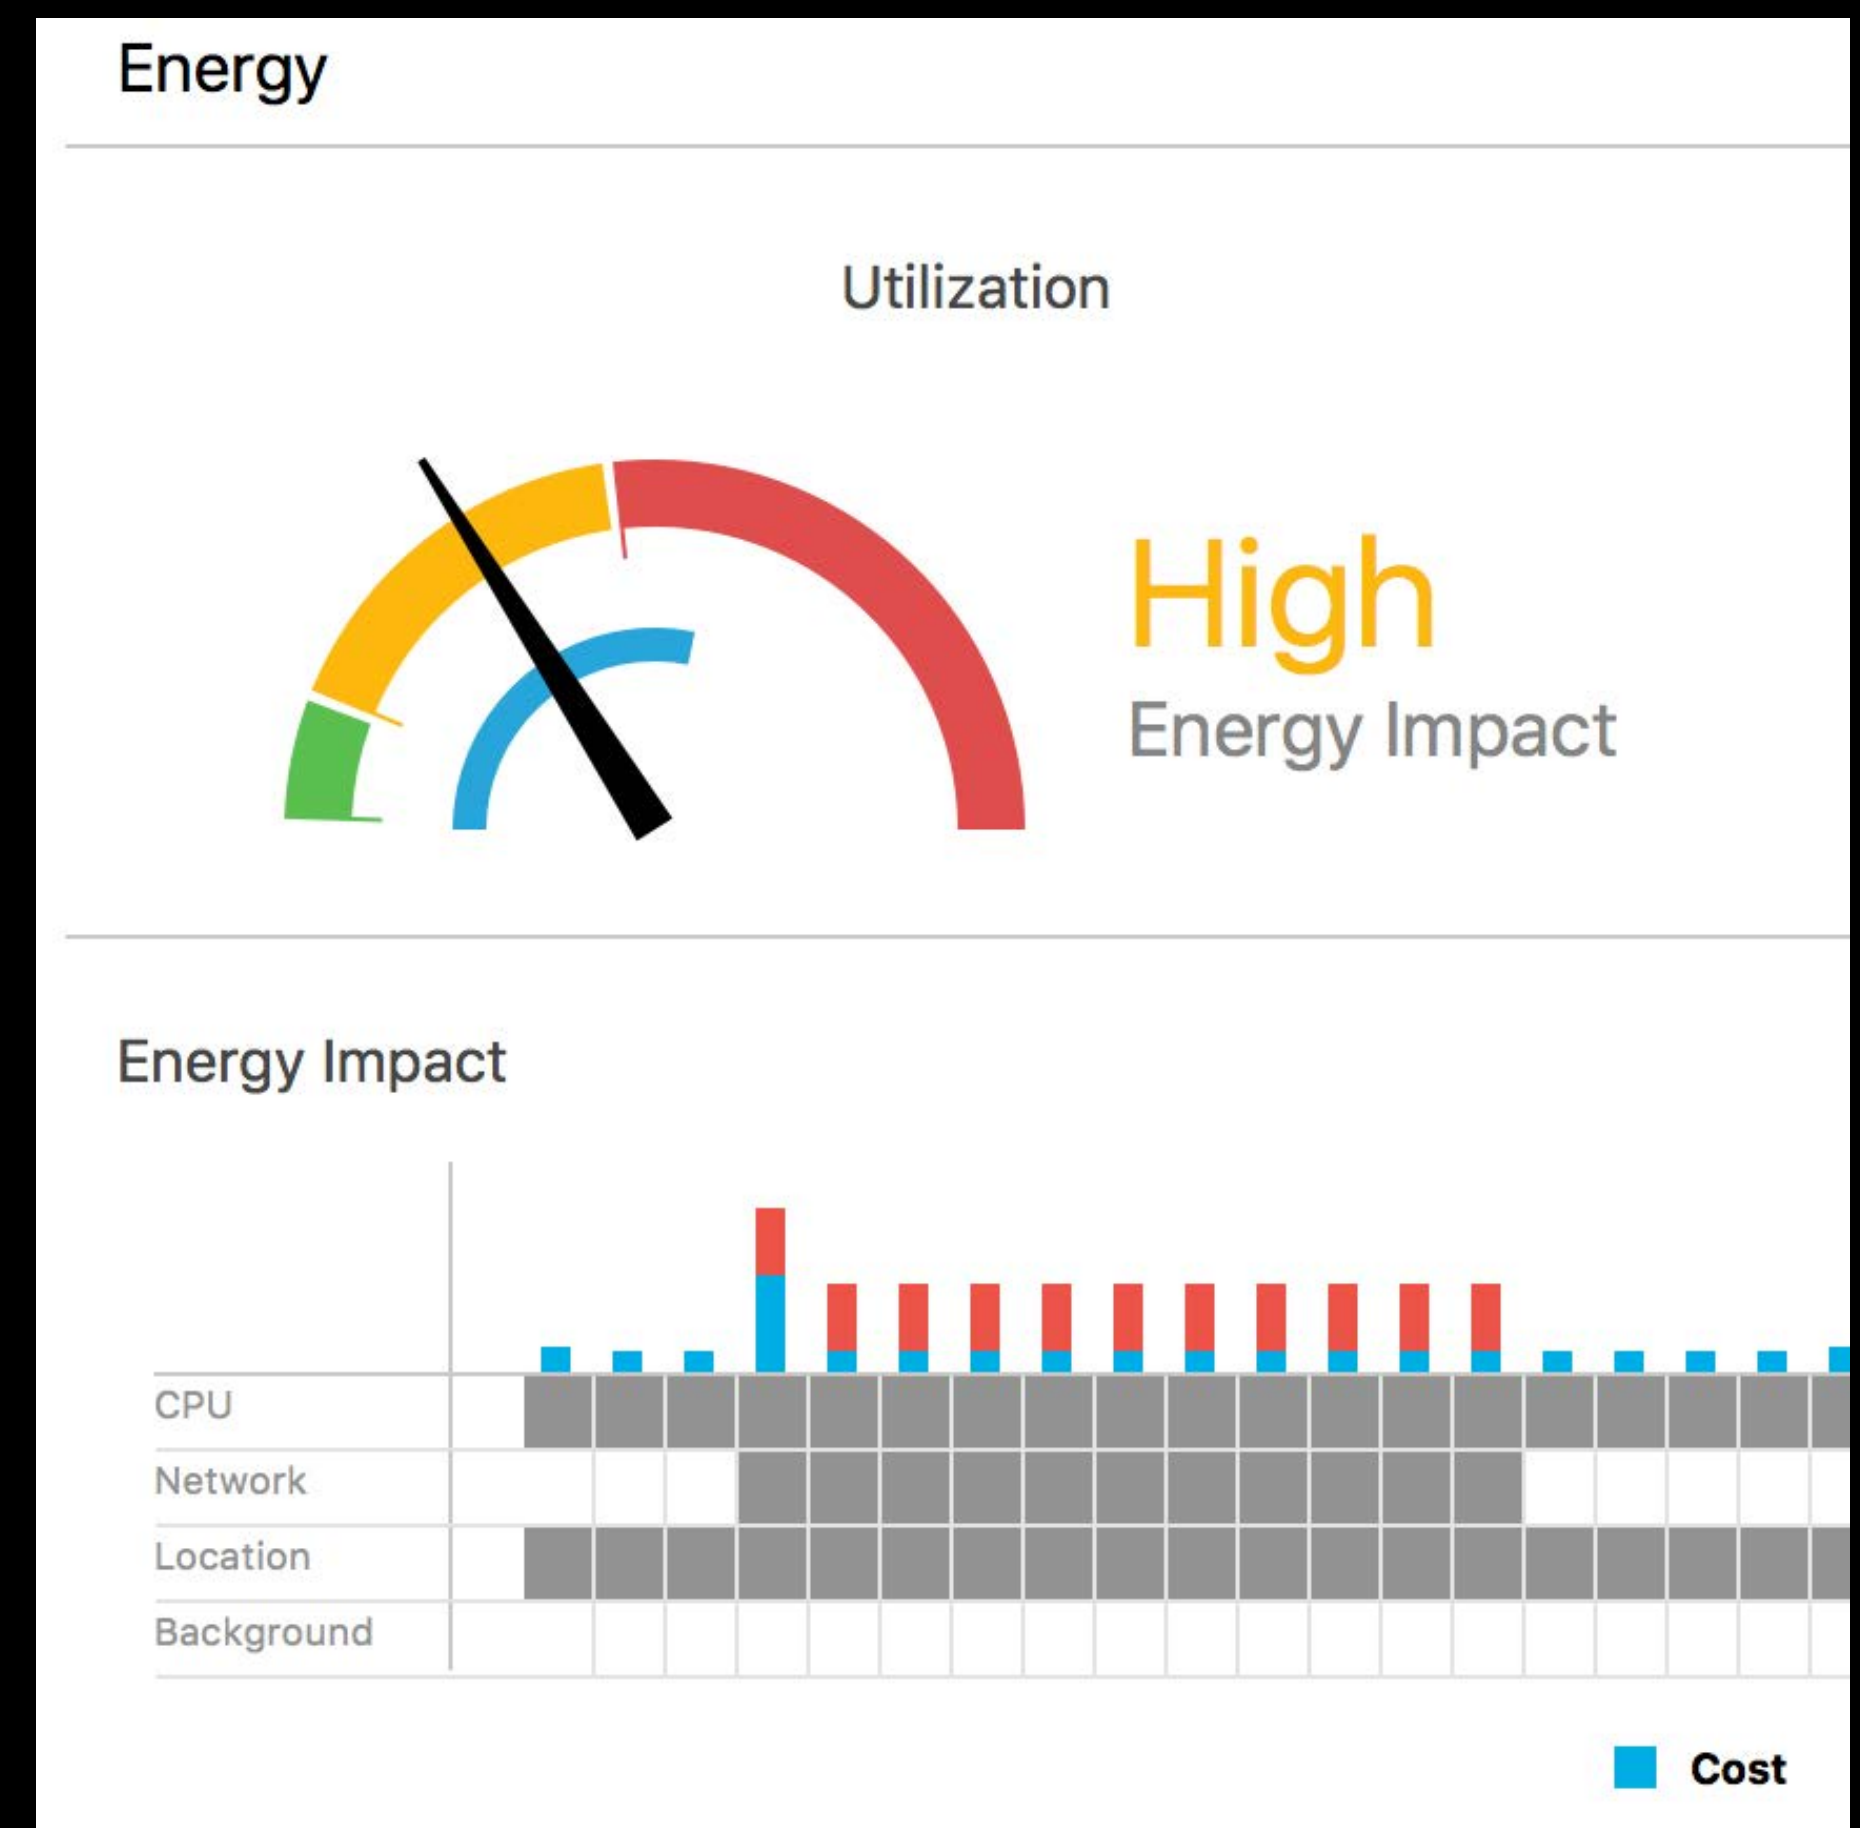 Energy
Utilization
High
Energy Impact
Energy Impact
CPU
Network
Location
Background
Cost